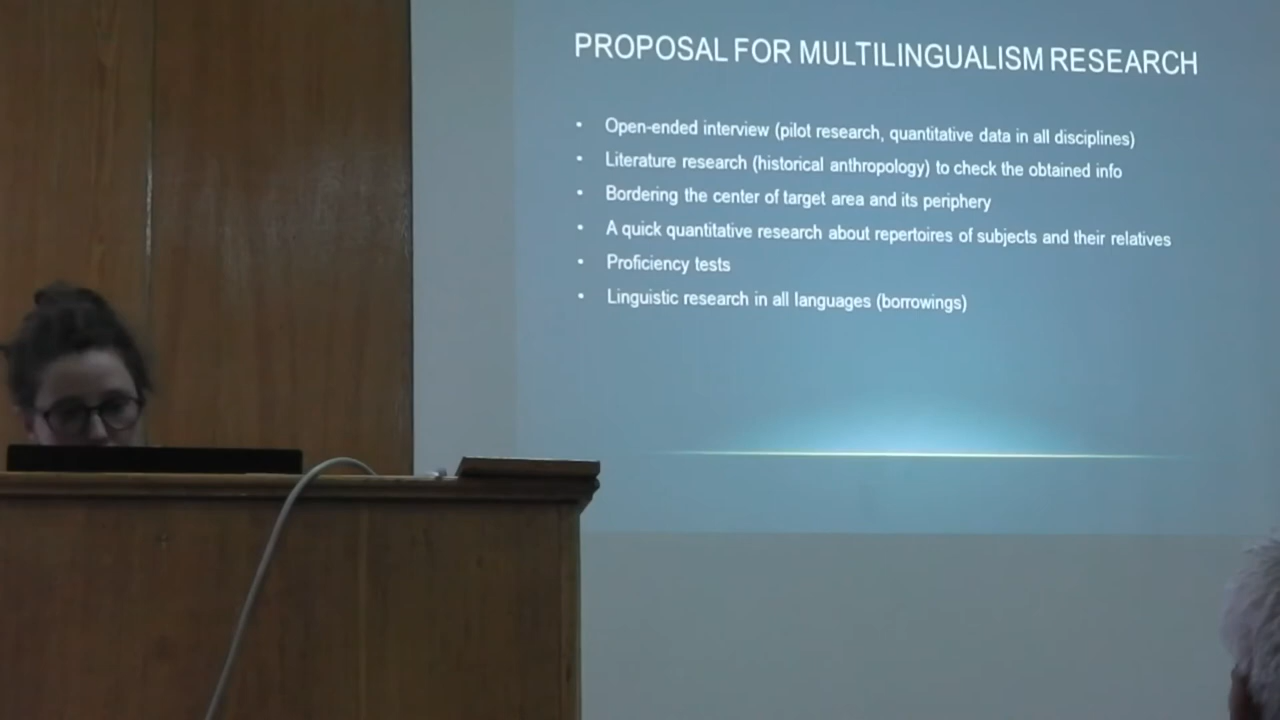 PROPOSAL FOR MULTILINGUALISM RESEARCH
• Open-ended interview (pilot research, quantitative data in all disciplines)
• Literature research (historical anthropology) to check the obtained info
• Bordering the center of target area and its periphery
• A quick quantitative research about repertoires of subjects and their relatives
• Proficiency tests
• Linguistic research in all languages (borrowings)